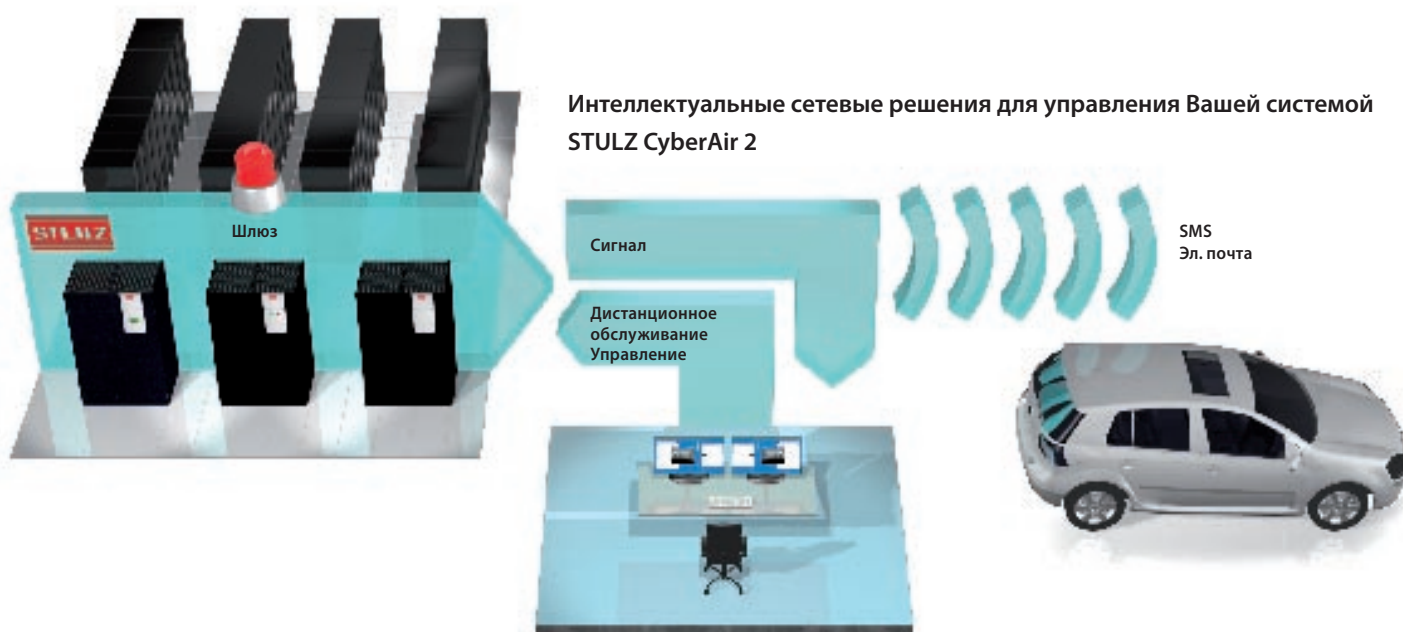 Интеллектуальные сетевые решения для управления Вашей системой
STULZ CyberAir 2
STULZ
Шлюз
Сигнал
SMS
Эл. почта
Дистанционное
обслуживание
Управление